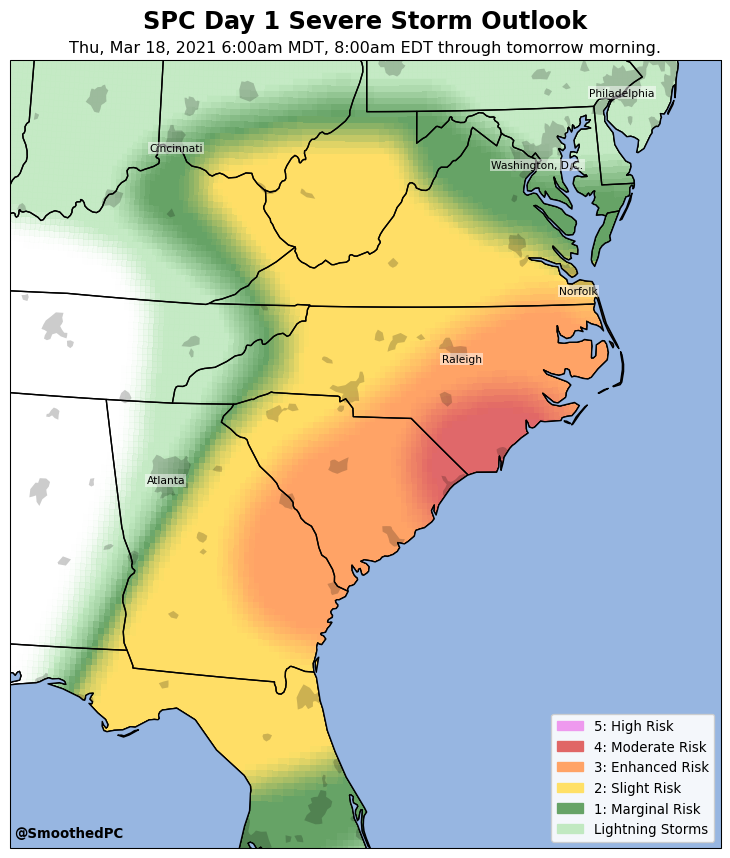 SPC Day 1 Severe Storm Outlook
Thu, Mar 18, 2021 6:00am MDT, 8:00am EDT through tomorrow morning.
Philadelphia
Cincinnati
Washington, D.C.
Norfolk
Raleigh
Atlanta
5: High Risk
4: Moderate Risk
3: Enhanced Risk
2: Slight Risk
1: Marginal Risk
Lightning Storms
@SmoothedPC